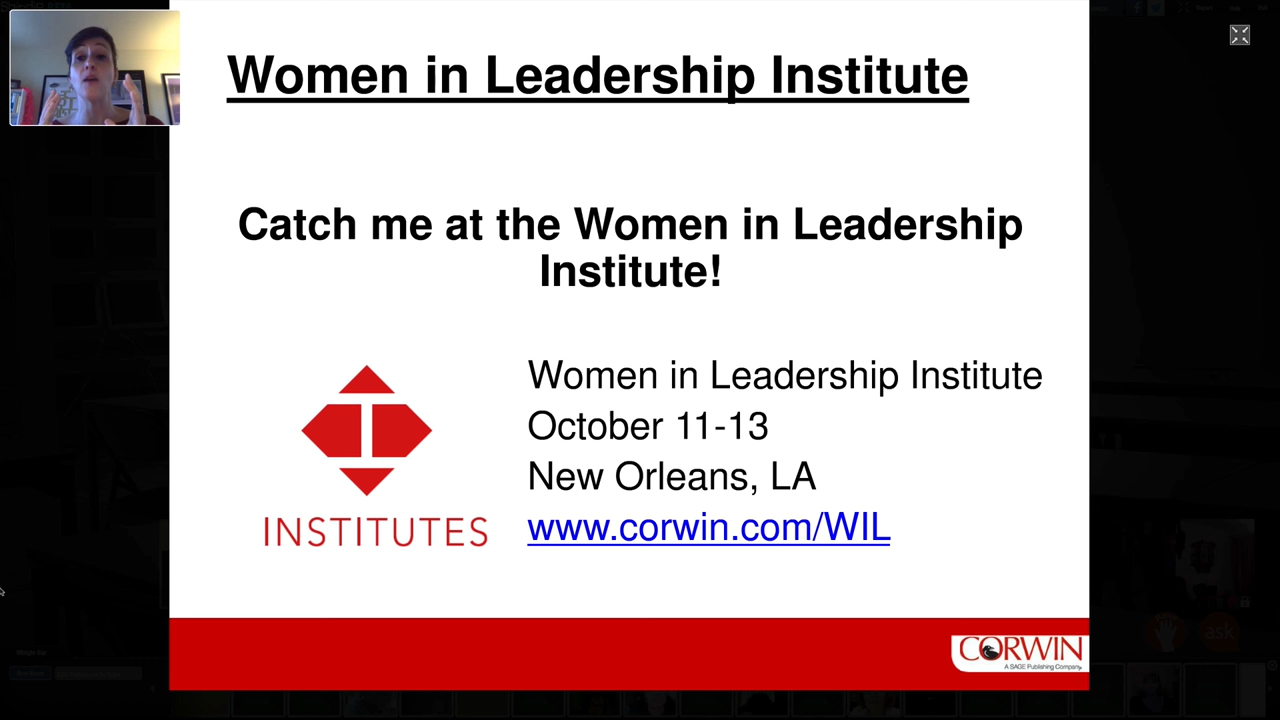 Women in Leadership Institute
Catch me at the Women in Leadership
Institute!
Women in Leadership Institute
October 11-13
New Orleans, LA
www.corwin.com/WIL
INSTITUTES
ask
CORWIN
A SAGE Publishing Company